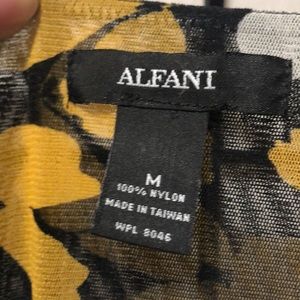 ALFANI
M
100% NYLON
MADE IN TAIWAN
WPL 8046